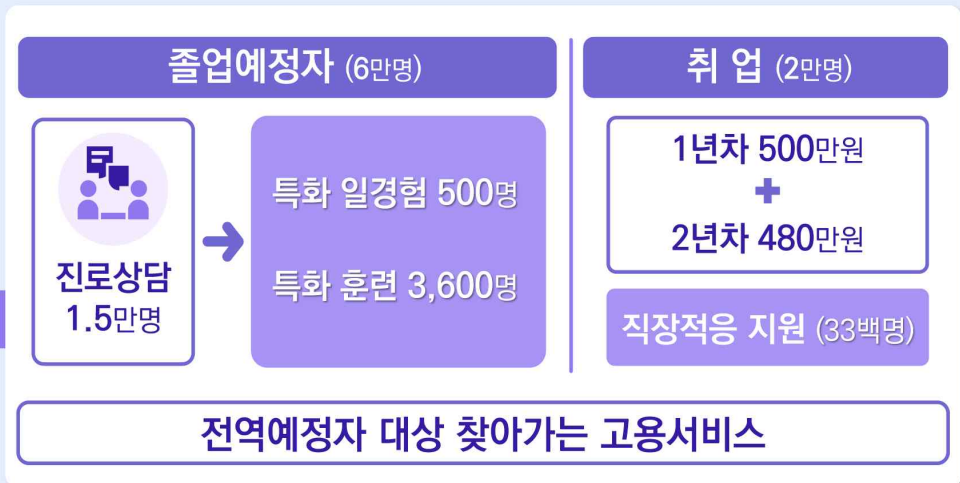 졸업예정자 (6만명)
진로상담
1.5만명
특화 일경험 500명
특화 훈련 3,600명
취 업 (2만명)
1년차 500만원
+
2년차 480만원
직장적응 지원 (33백명)
전역예정자 대상 찾아가는 고용서비스